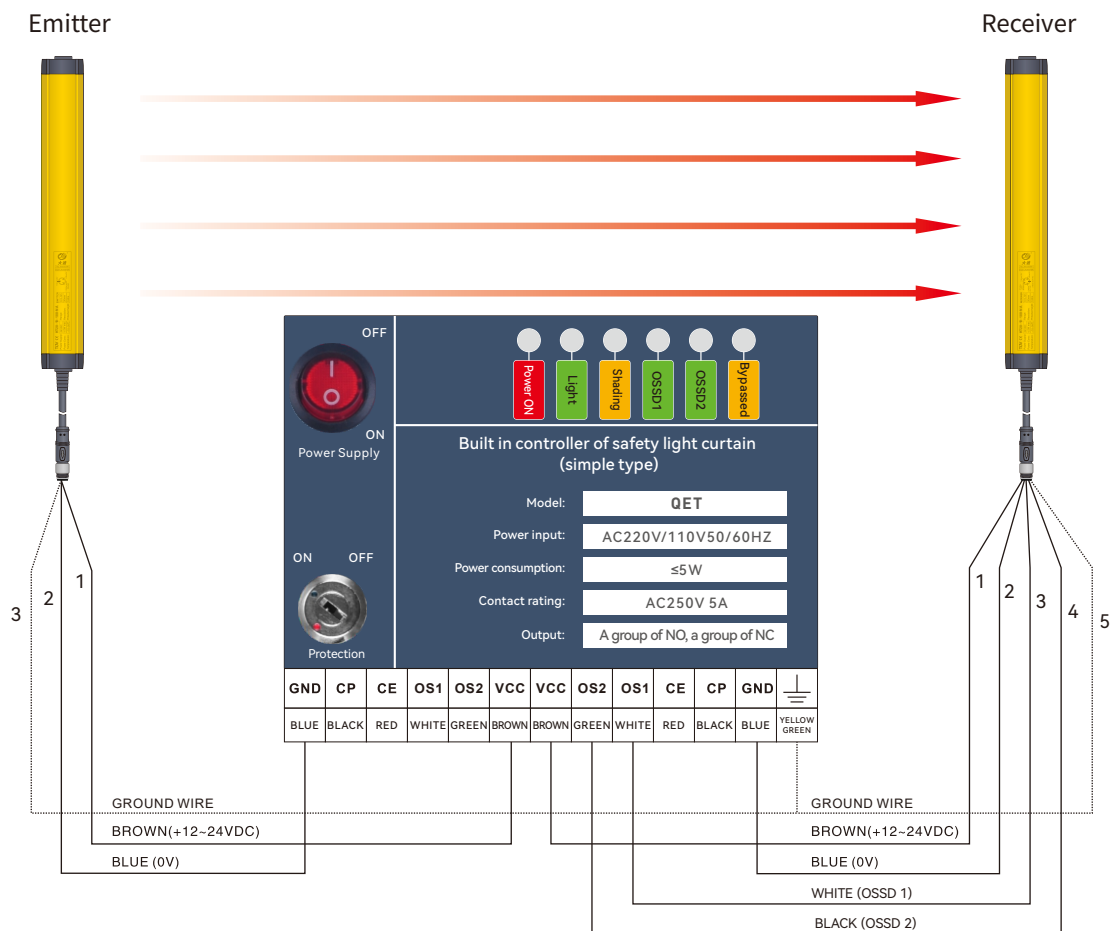 Emitter
Receiver
OFF
ON
Power Supply
Power ON
Light
Shading
OSSD1
OSSD2
Bypassed
Built in controller of safety light curtain
(simple type)
Model: QET
Power input: AC220V/110V50/60HZ
Power consumption: ≤5W
Contact rating: AC250V 5A
Output: A group of NO, a group of NC
ON OFF
Protection
GND CP CE OS1 OS2 VCC VCC OS2 OS1 CE CP GND
BLUE BLACK RED WHITE GREEN BROWN BROWN GREEN WHITE RED BLACK BLUE YELLOW
GREEN
3 2 1
1 2 3 4 5
GROUND WIRE
BROWN(+12~24VDC)
BLUE (0V)
GROUND WIRE
BROWN(+12~24VDC)
BLUE (0V)
WHITE (OSSD 1)
BLACK (OSSD 2)